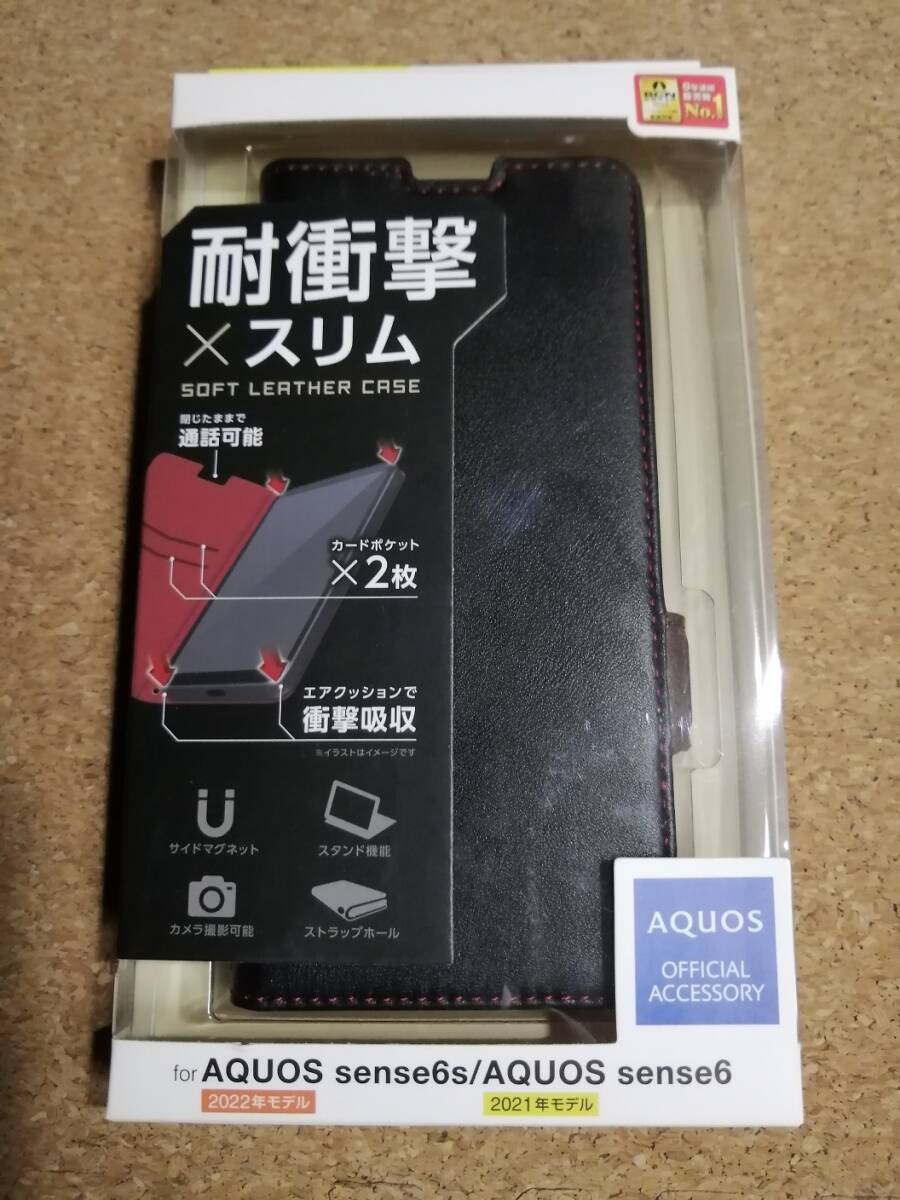 BCN
No.1
耐衝撃
×スリム
SOFT LEATHER CASE
閉じたままで
通話可能
カードポケット
×2枚
エアクッションで
衝撃吸収
※イラストはイメージです
サイドマグネット
スタンド機能
カメラ撮影可能
ストラップホール
AQUOS
OFFICIAL
ACCESSORY
for AQUOS sense6s/AQUOS sense6
2022年モデル
2021年モデル